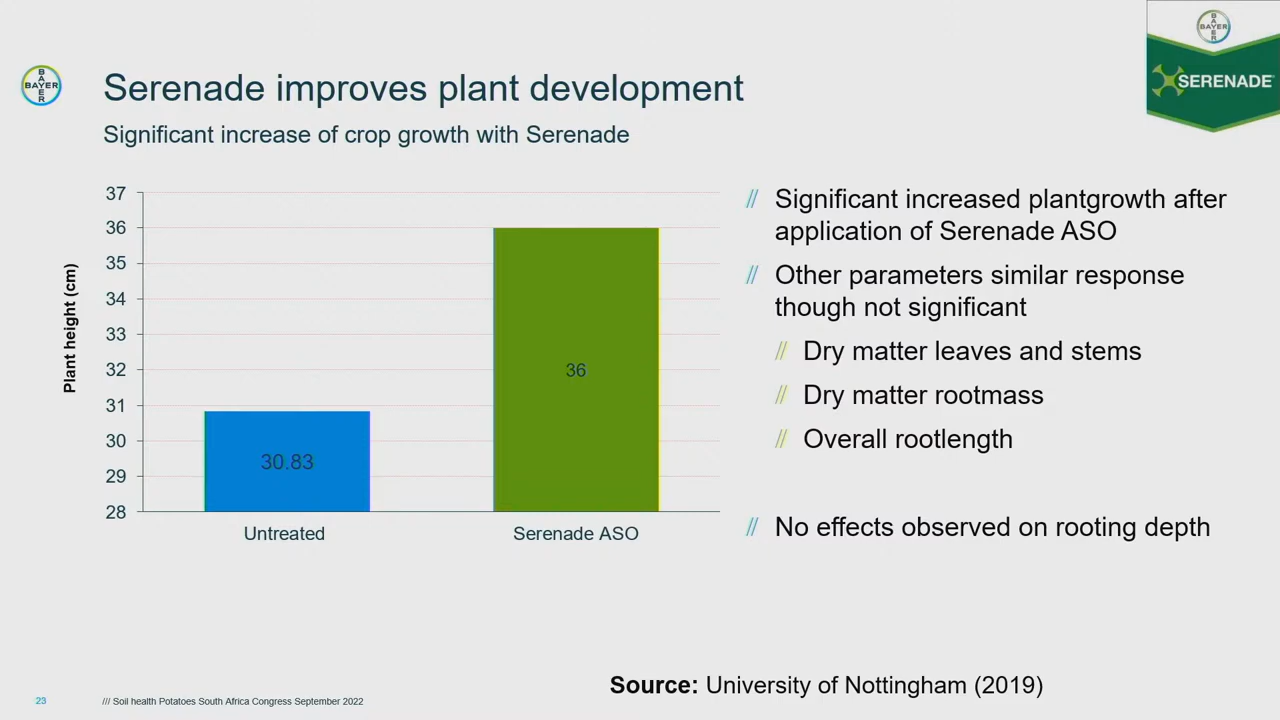 BAYER
BAYER
SERENADE
BAYER
BAYER
Serenade improves plant development
Significant increase of crop growth with Serenade
37
36
35
34
33
32
31
30
29
28
Plant height (cm)
30.83
36
Untreated
Serenade ASO
// Significant increased plantgrowth after
application of Serenade ASO
// Other parameters similar response
though not significant
// Dry matter leaves and stems
// Dry matter rootmass
// Overall rootlength
// No effects observed on rooting depth
Source: University of Nottingham (2019)
23
/// Soil health Potatoes South Africa Congress September 2022